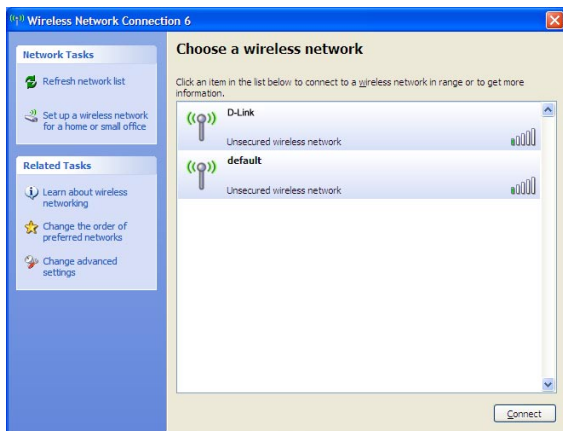 Wireless Network Connection 6
Network Tasks
Refresh network list
Set up a wireless network
for a home or small office
Related Tasks
Learn about wireless
networking
Change the order of
preferred networks
Change advanced
settings
Choose a wireless network
Click an item in the list below to connect to a wireless network in range or to get more
information.
D-Link
Unsecured wireless network
default
Unsecured wireless network
Connect